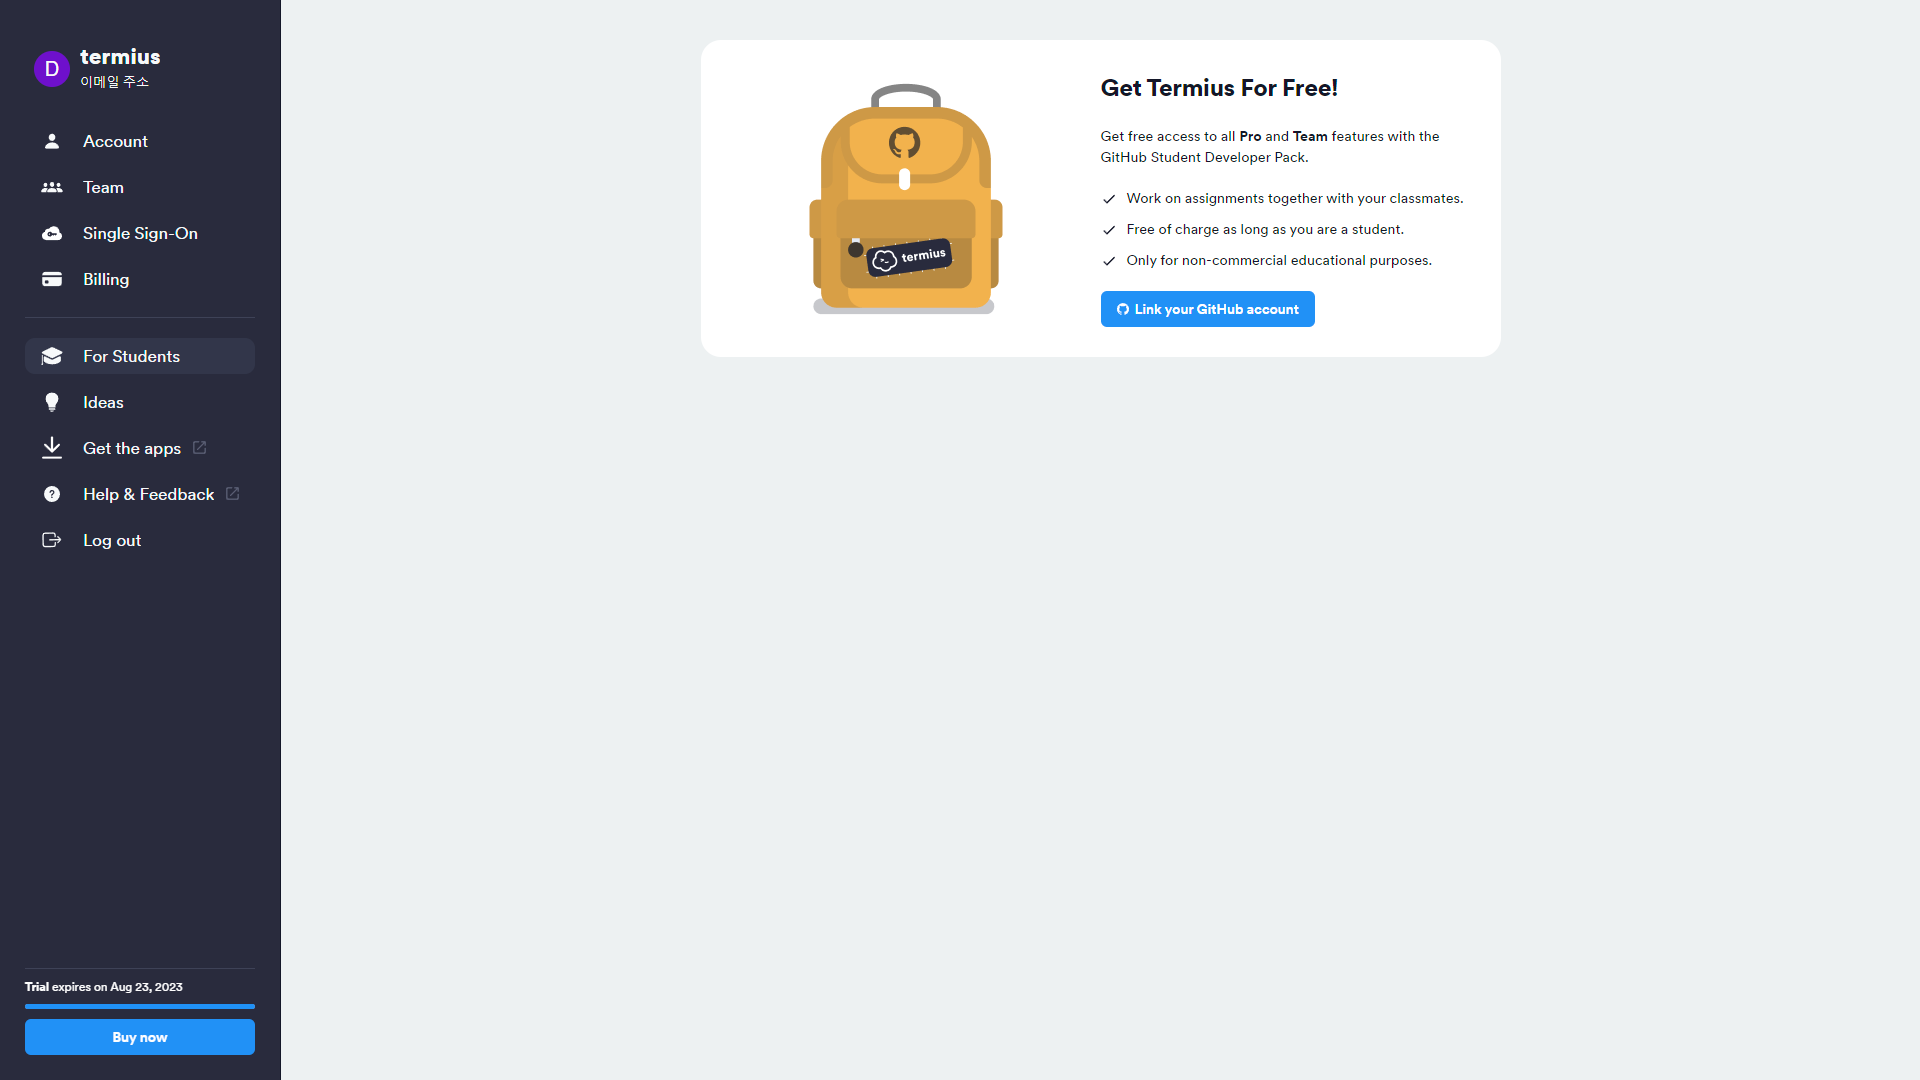 D
termius
이메일 주소
Account
Team
Single Sign-On
Billing
For Students
Ideas
Get the apps
Help & Feedback
Log out
Trial expires on Aug 23, 2023
Buy now
termius
Get Termius For Free!
Get free access to all Pro and Team features with the
GitHub Student Developer Pack.
Work on assignments together with your classmates.
Free of charge as long as you are a student.
Only for non-commercial educational purposes.
Link your GitHub account